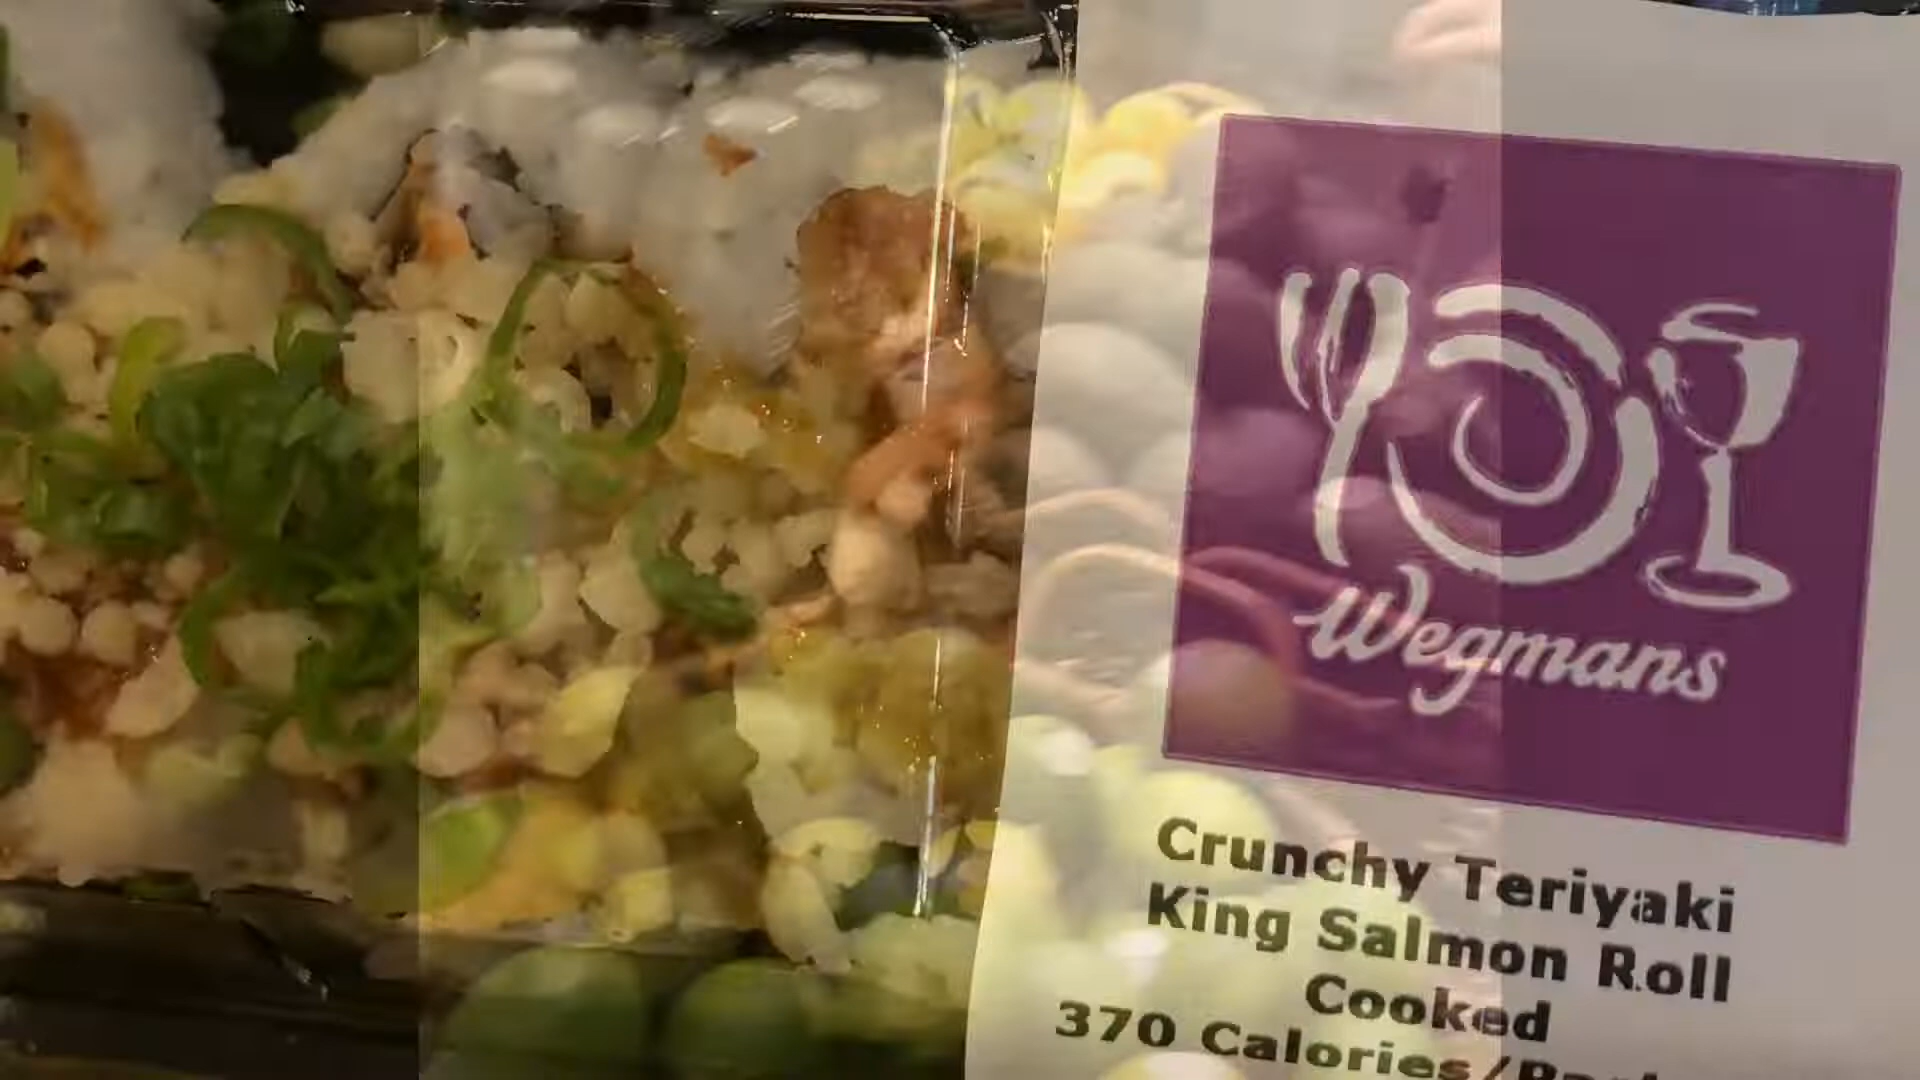 Wegmans
Crunchy Teriyaki
King Salmon Roll
Cooked
370 Calories/